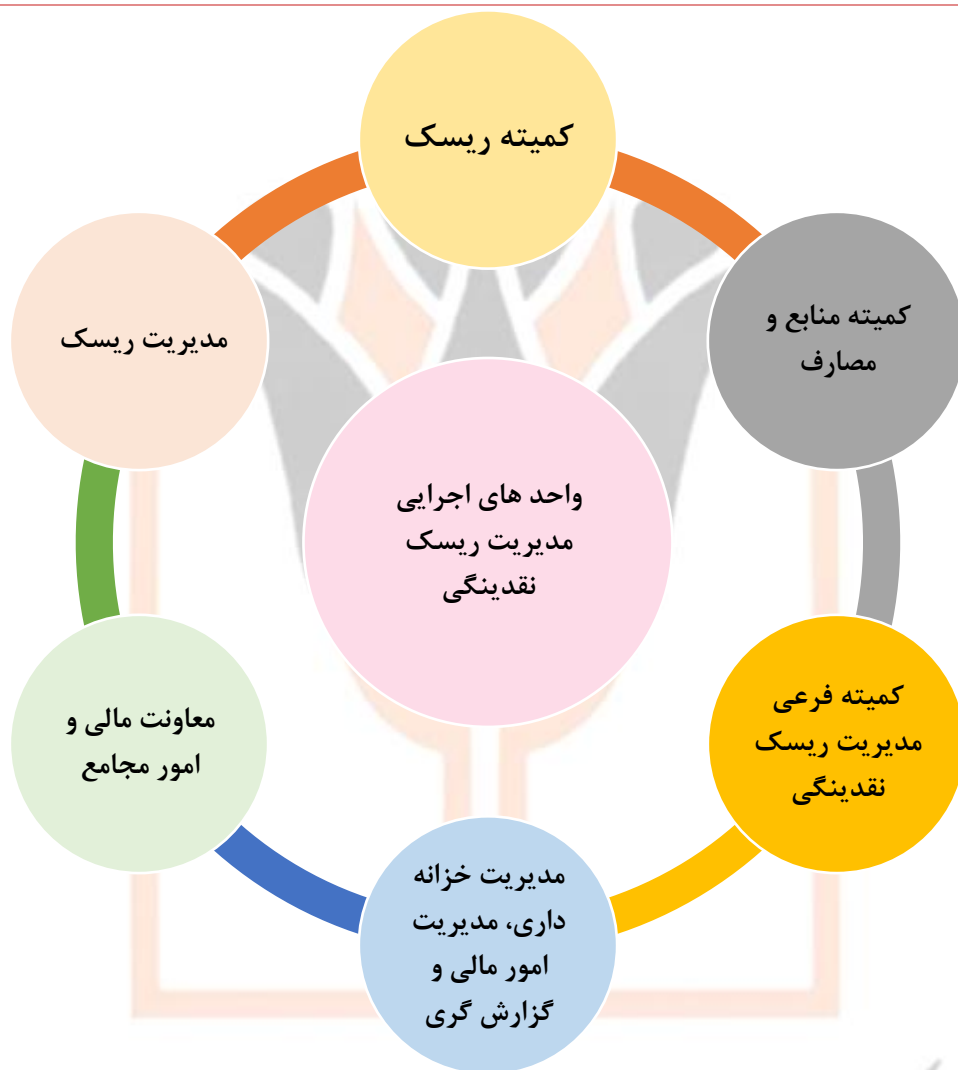 کمیته ریسک
کمیته منابع و
مصارف
کمیته فرعی
مدیریت ریسک
نقدینگی
مدیریت خزانه
داری، مدیریت
امور مالی و
گزارش گری
معاونت مالی و
امور مجامع
مدیریت ریسک
واحد های اجرایی
مدیریت ریسک
نقدینگی